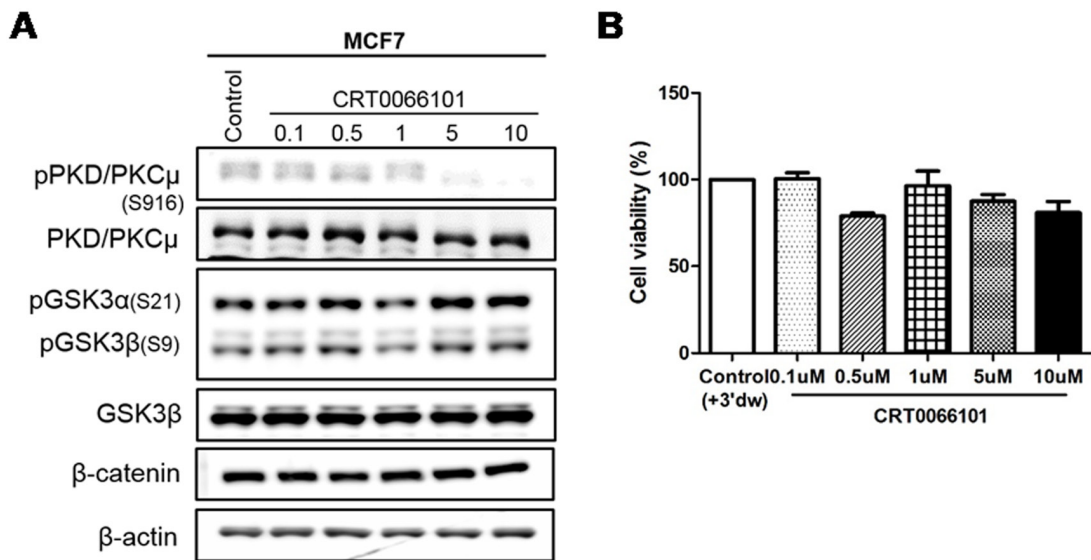 A
MCF7
Control
CRT0066101
0.1 0.5 1 5 10
pPKD/PKCμ
(S916)
PKD/PKCμ
pGSK3α(S21)
pGSK3β(S9)
GSK3β
β-catenin
β-actin
B
Cell viability (%)
150
100
50
0
Control 0.1uM 0.5uM 1uM 5uM 10uM
(+3'dw)
CRT0066101